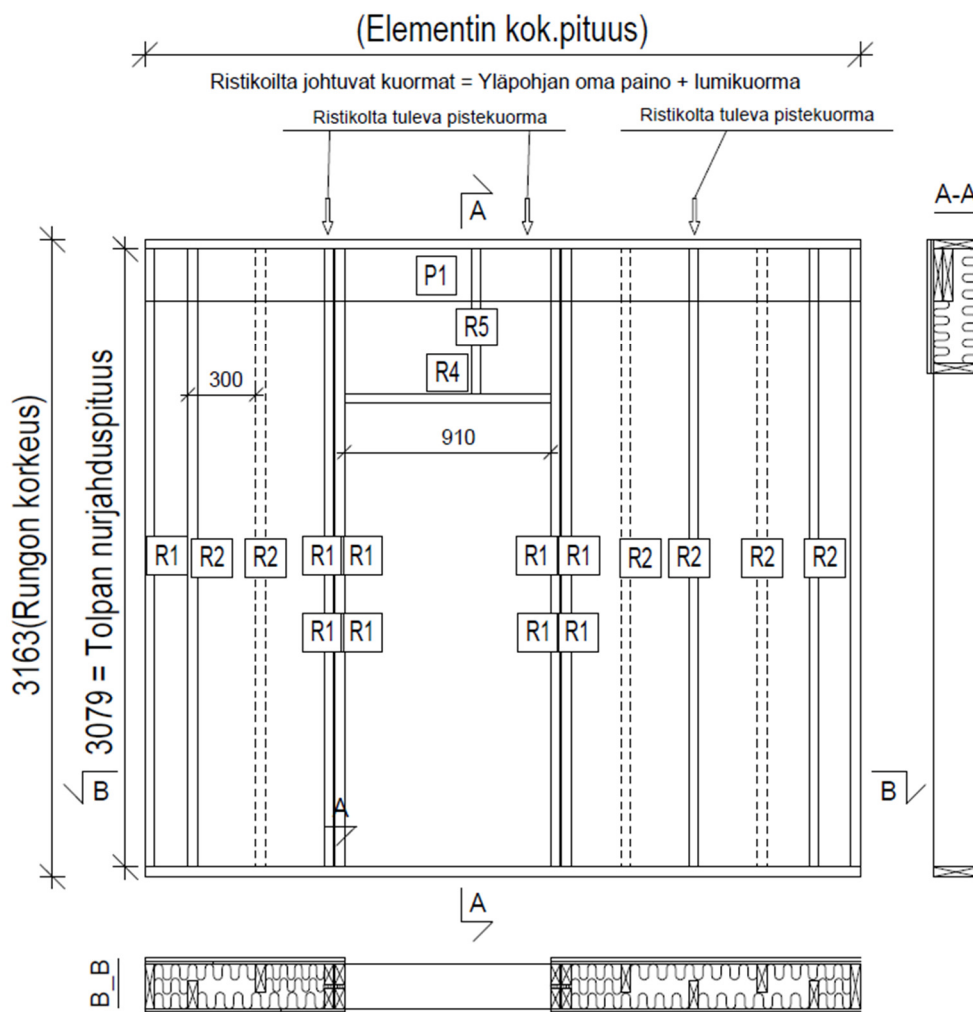 (Elementin kok.pituus)
Ristikoilta johtuvat kuormat = Yläpohjan oma paino + lumikuorma
Ristikolta tuleva pistekuorma
Ristikolta tuleva pistekuorma
A
A-A
P1
R5
R4
300
910
3163(Rungon korkeus)
3079 = Tolpan nurjahduspituus
R1
R2
R2
R1
R1
R1
R1
R2
R2
R2
R2
R1
R1
R1
R1
B
B
A
A
B_B